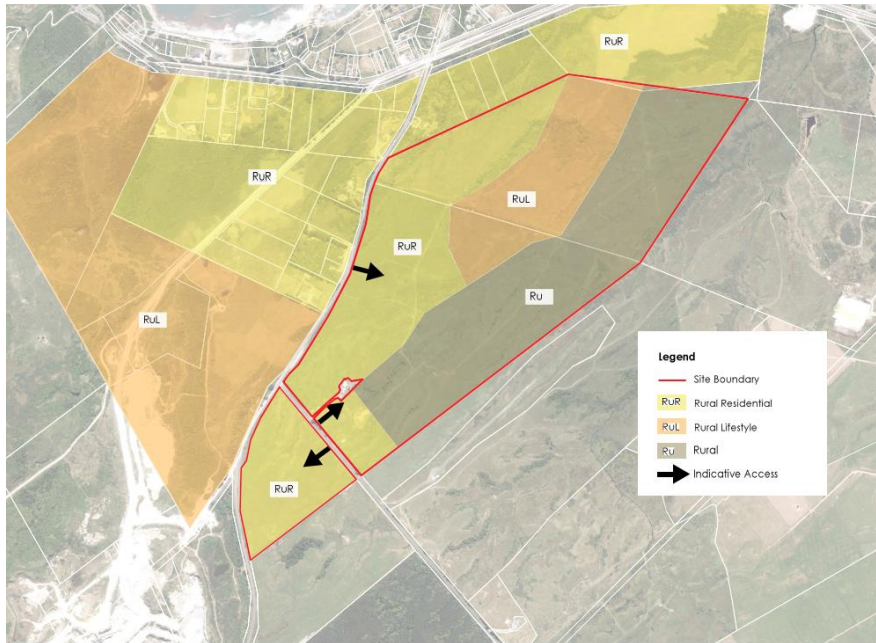 RuR
RuR
RuL
RuR
Ru
RuL
RuR
Legend
Site Boundary
RuR Rural Residential
RuL Rural Lifestyle
Ru Rural
Indicative Access